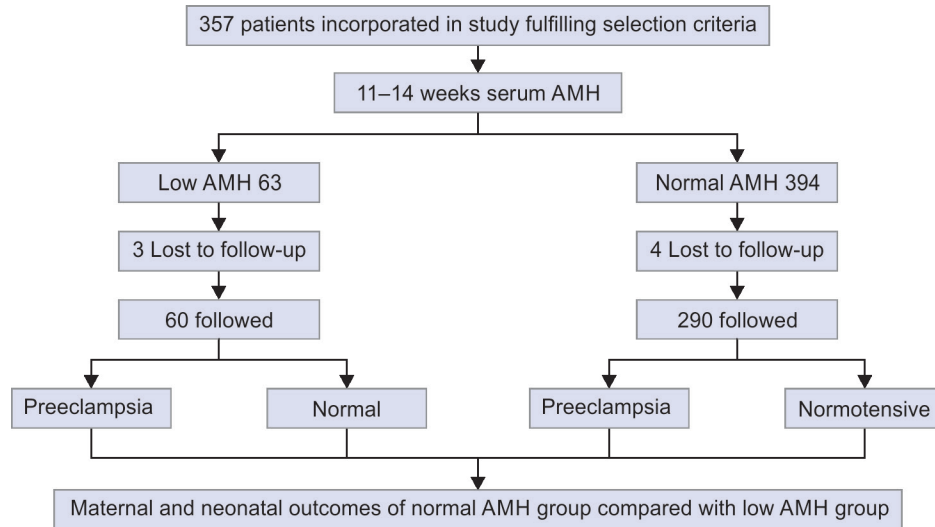 357 patients incorporated in study fulfilling selection criteria
11–14 weeks serum AMH
Low AMH 63
Normal AMH 394
3 Lost to follow-up
4 Lost to follow-up
60 followed
290 followed
Preeclampsia
Normal
Preeclampsia
Normotensive
Maternal and neonatal outcomes of normal AMH group compared with low AMH group